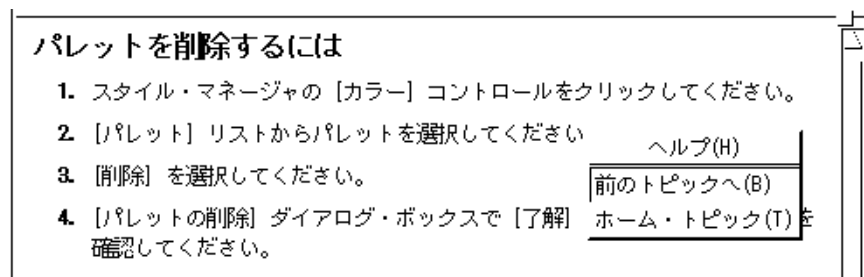 パレットを削除するには
1. スタイル・マネージャの [カラー] コントロールをクリックしてください。
2. [パレット] リストからパレットを選択してください
3. [削除] を選択してください。
4. [パレットの削除] ダイアログ・ボックスで [了解] を
確認してください。
ヘルプ(H)
前のトピックへ(B)
ホーム・トピック(T)